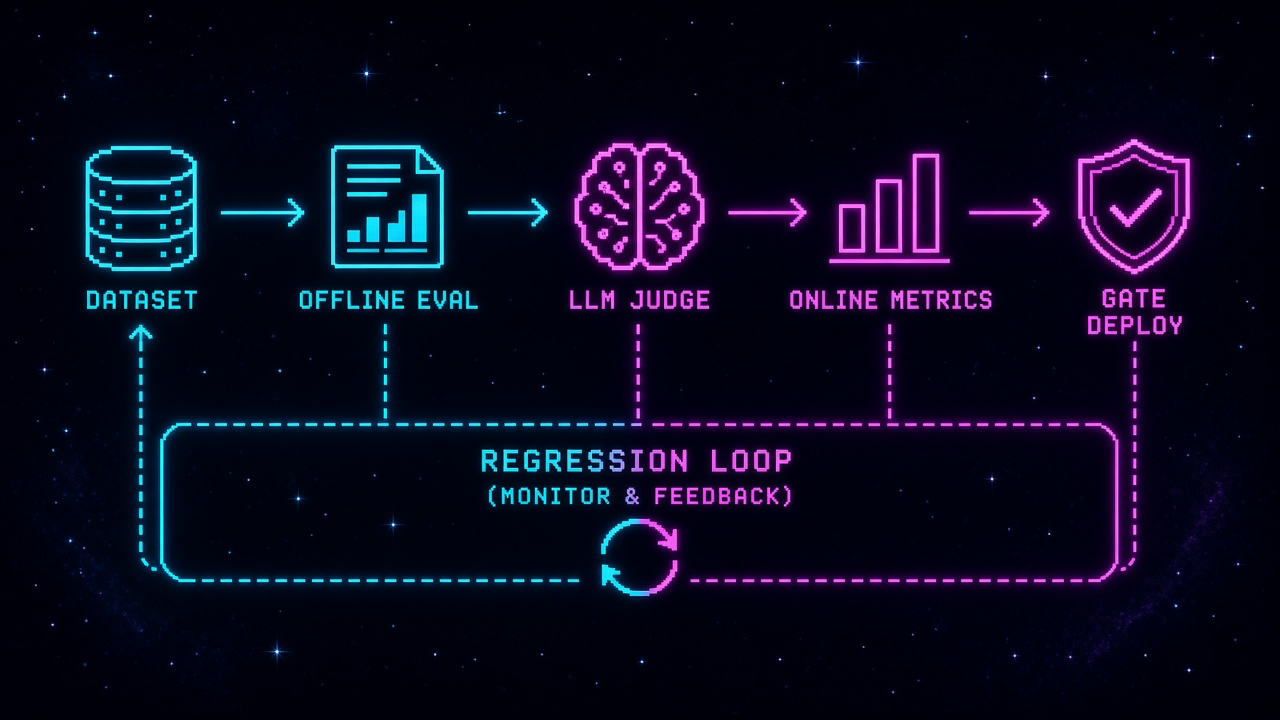 DATASET
OFFLINE EVAL
LLM JUDGE
ONLINE METRICS
GATE
DEPLOY
REGRESSION LOOP
(MONITOR & FEEDBACK)